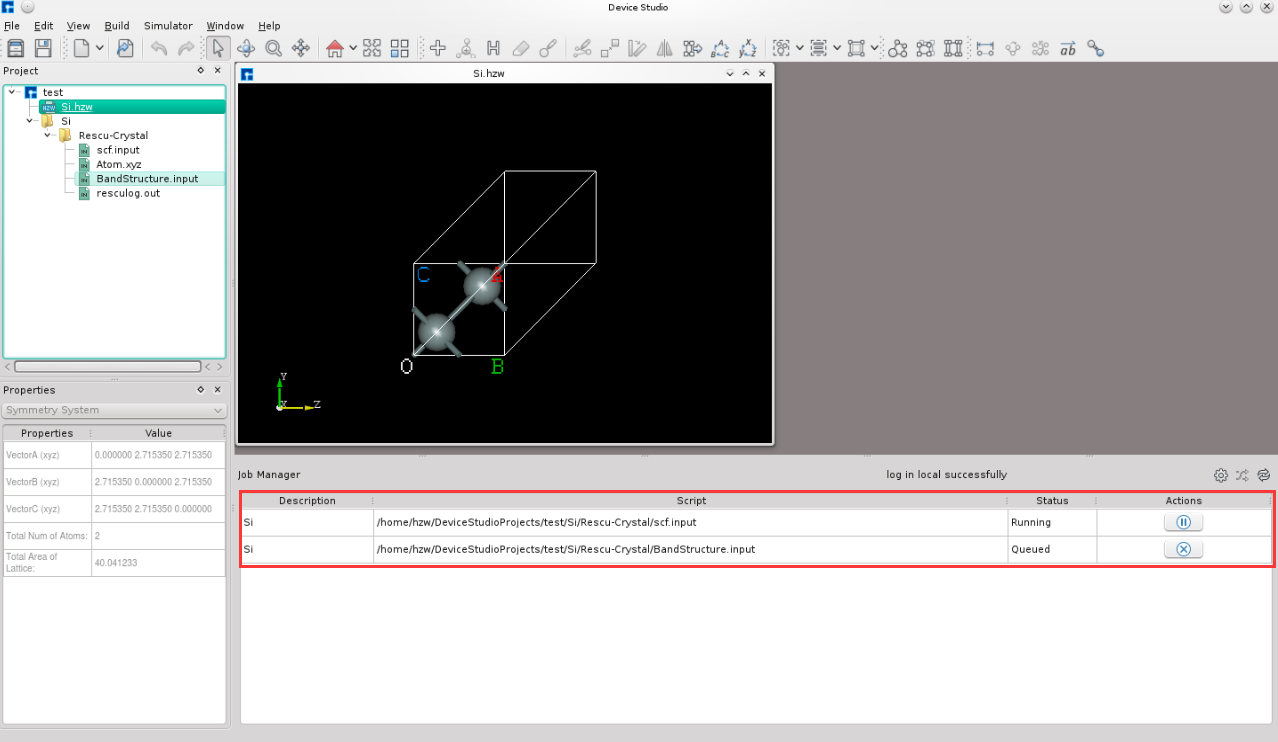 Device Studio
File Edit View Build Simulator Window Help
Project
test
Si.hzw
Si
Rescu-Crystal
scf.input
Atom.xyz
BandStructure.input
resculog.out
Si.hzw
C
A
O
B
Y
X
Z
Properties
Symmetry System
Properties Value
VectorA (xyz) 0.000000 2.715350 2.715350
VectorB (xyz) 2.715350 0.000000 2.715350
VectorC (xyz) 2.715350 2.715350 0.000000
Total Num of Atoms: 2
Total Area of
Lattice: 40.041233
Job Manager log in local successfully
Description Script Status Actions
Si /home/hzw/DeviceStudioProjects/test/Si/Rescu-Crystal/scf.input Running
Si /home/hzw/DeviceStudioProjects/test/Si/Rescu-Crystal/BandStructure.input Queued